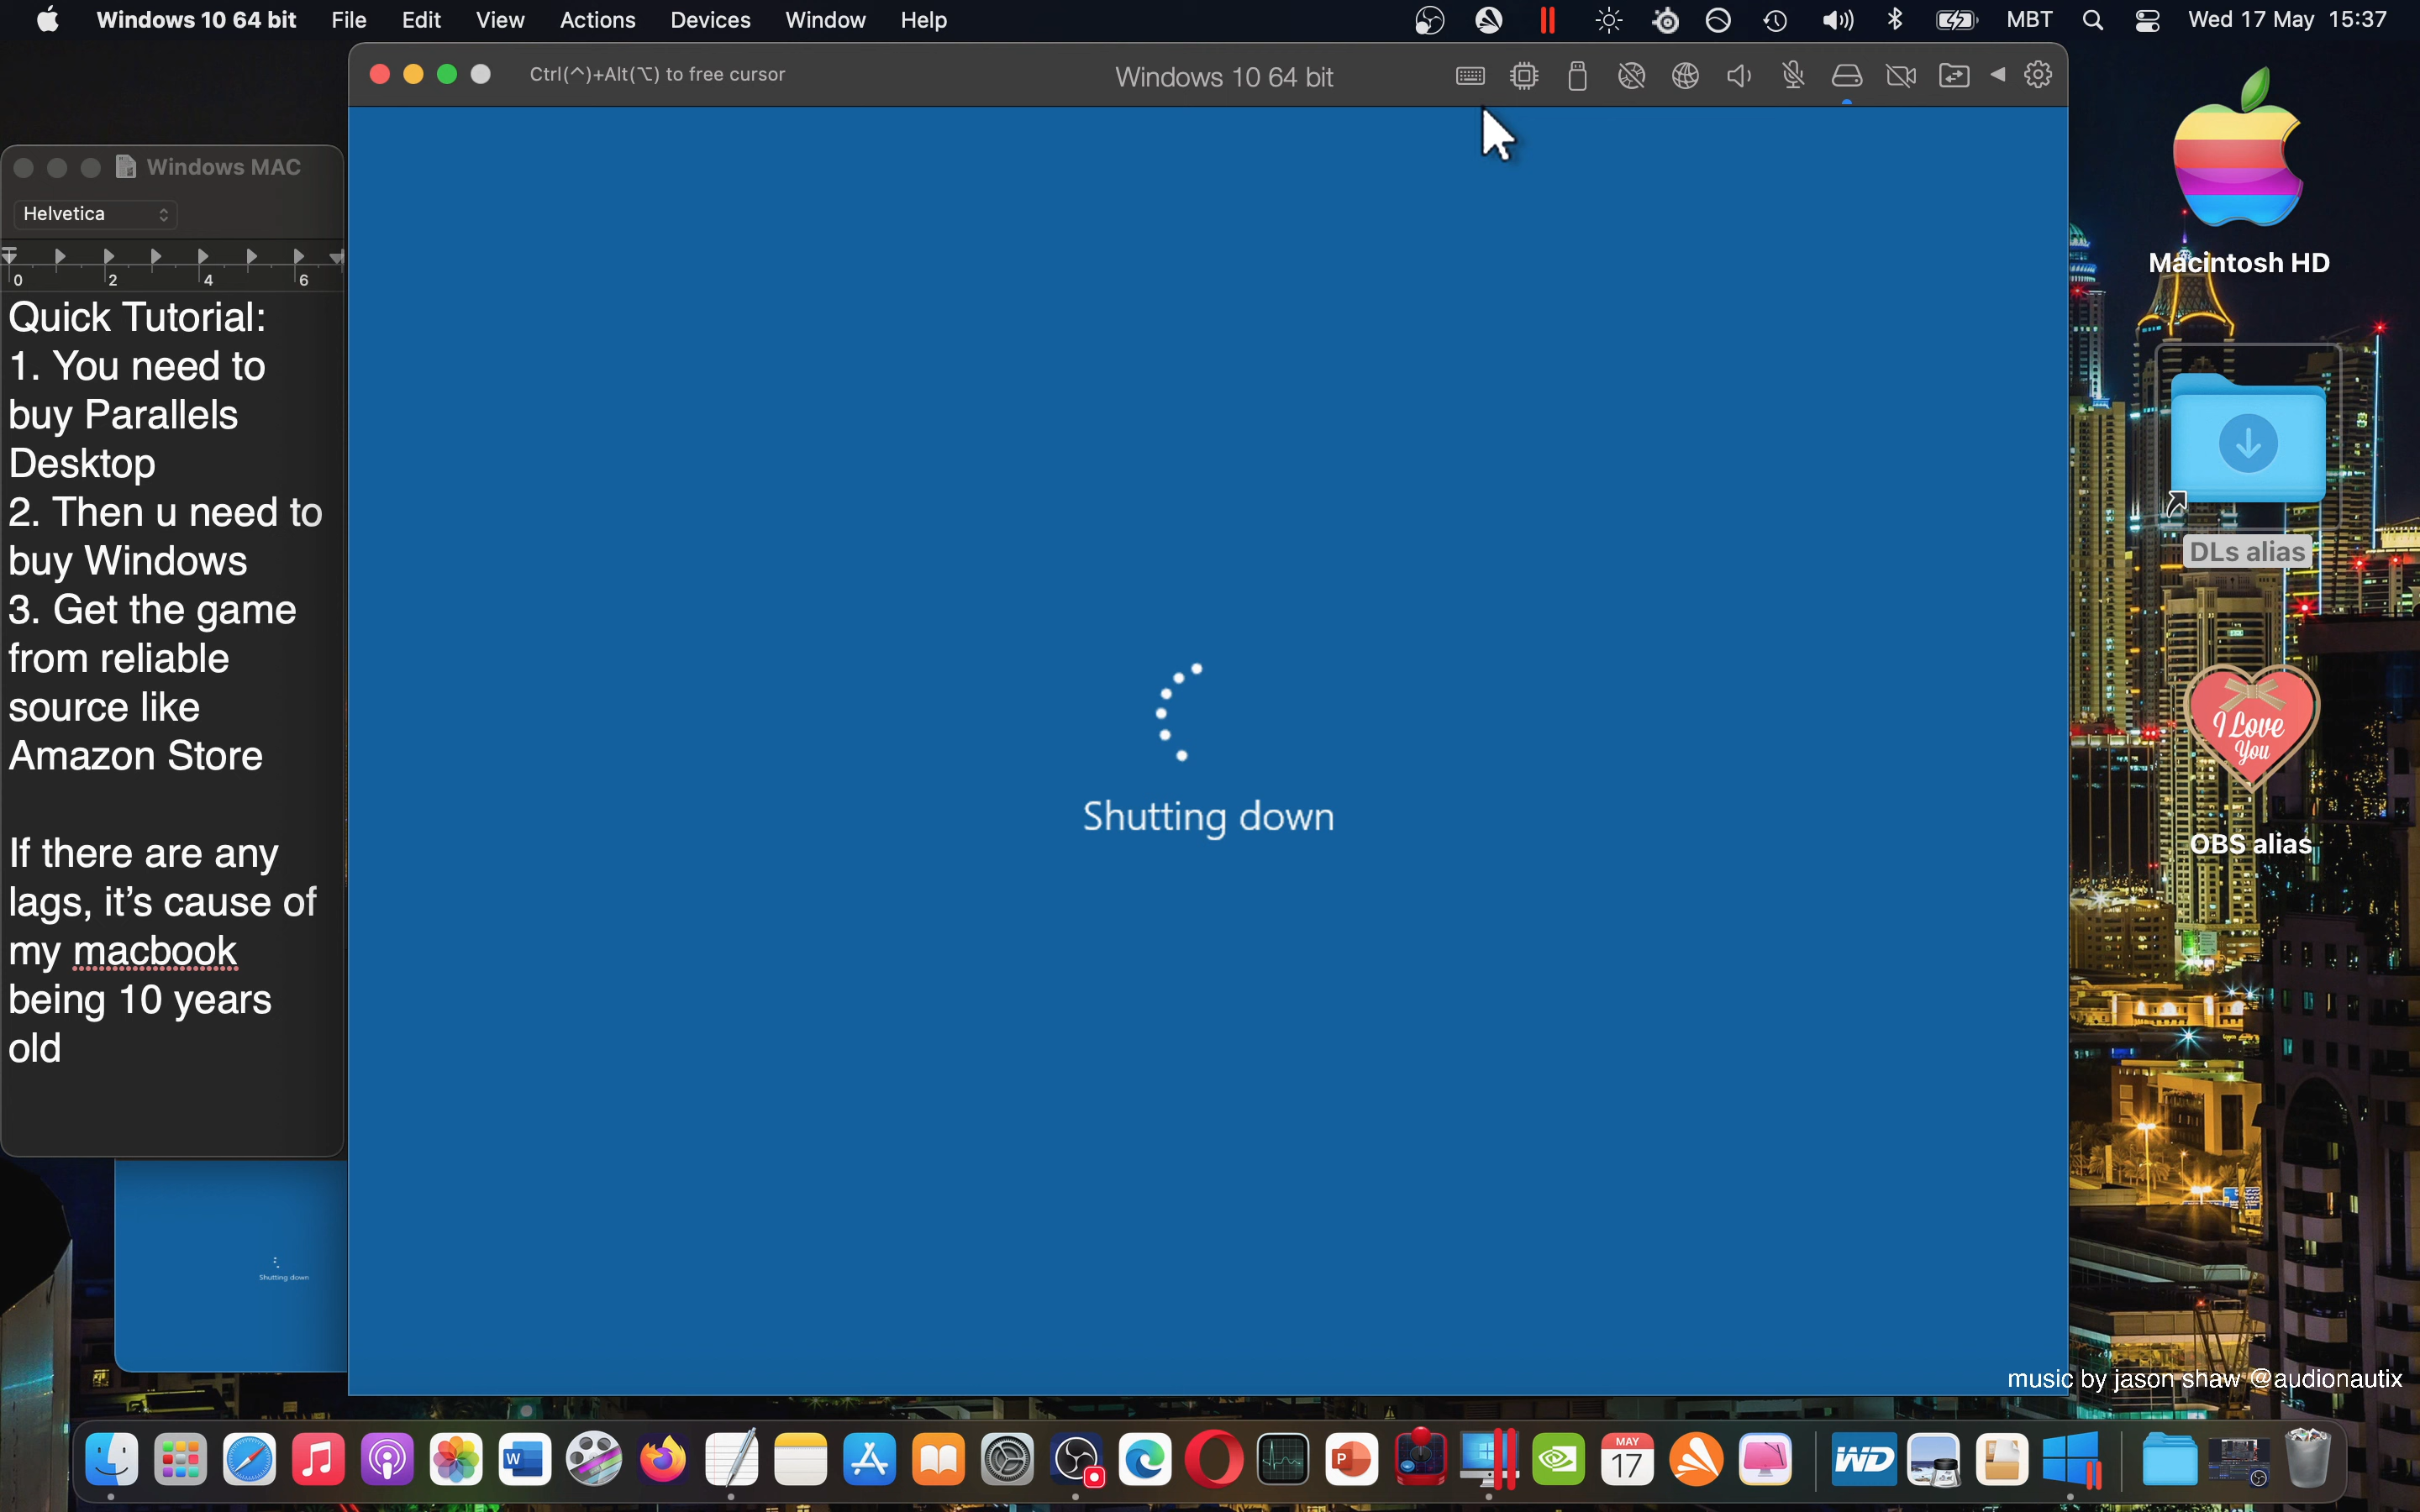 Windows 10 64 bit File Edit View Actions Devices Window Help MBT Wed 17 May 15:37
Ctrl(^)+Alt(⌥) to free cursor Windows 10 64 bit
Windows MAC
Helvetica
0 2 4 6
Quick Tutorial:
1. You need to
buy Parallels
Desktop
2. Then u need to
buy Windows
3. Get the game
from reliable
source like
Amazon Store
If there are any
lags, it's cause of
my macbook
being 10 years
old
Shutting down
Shutting down
Macintosh HD
DLs alias
I Love
You
OBS alias
music by jason shaw @audionautix
W
P
MAY
17
WD